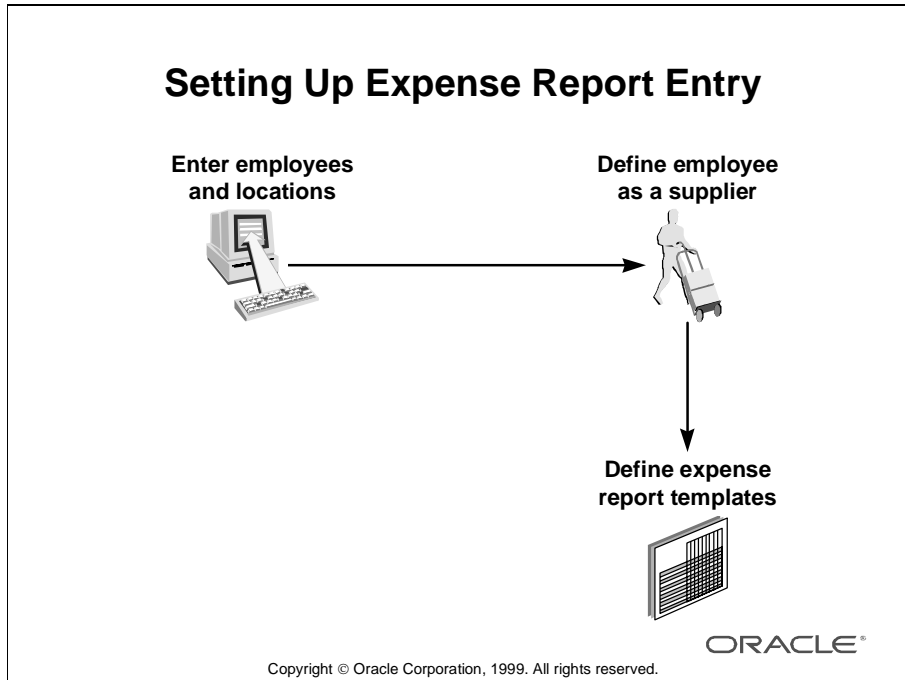 Setting Up Expense Report Entry
Enter employees
and locations
Define employee
as a supplier
Define expense
report templates
ORACLE®
Copyright © Oracle Corporation, 1999. All rights reserved.